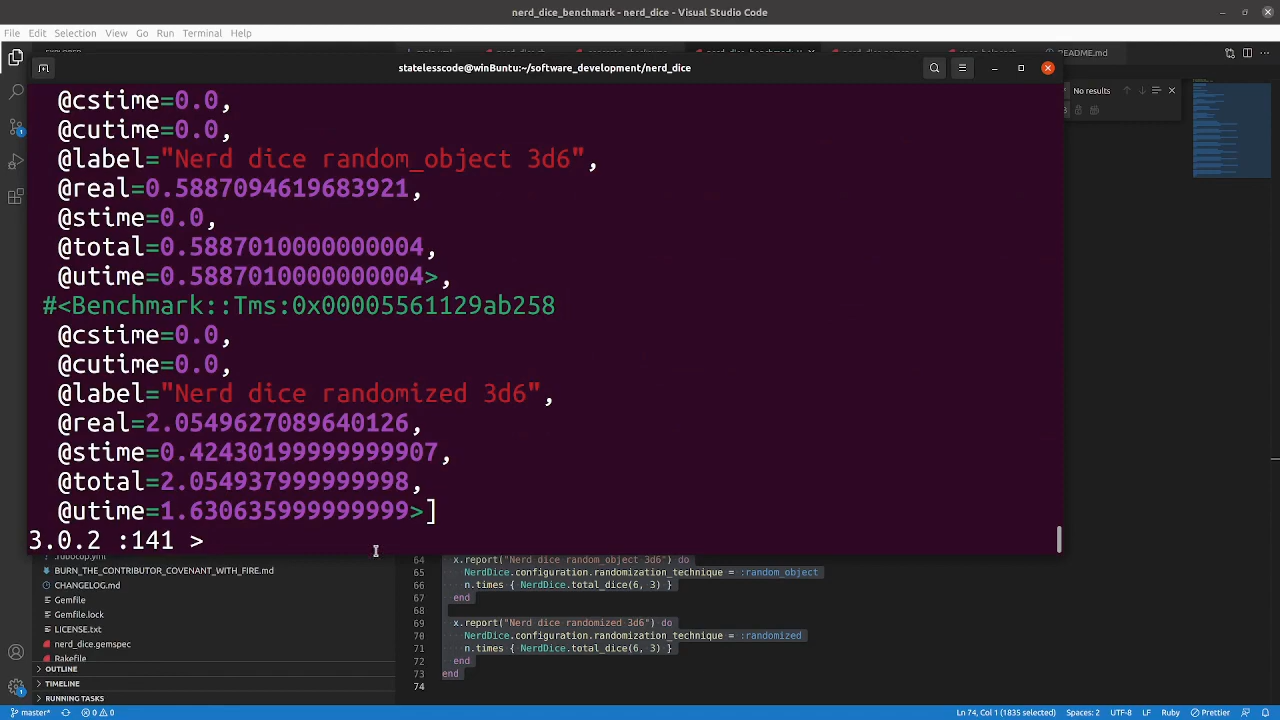 nerd_dice_benchmark - nerd_dice - Visual Studio Code
File Edit Selection View Go Run Terminal Help
README.md
statelesscode@winBuntu:~/software_development/nerd_dice
No results
@cstime=0.0,
@cutime=0.0,
@label="Nerd dice random_object 3d6",
@real=0.5887094619683921,
@stime=0.0,
@total=0.5887010000000004,
@utime=0.5887010000000004>,
#<Benchmark::Tms:0x00005561129ab258
@cstime=0.0,
@cutime=0.0,
@label="Nerd dice randomized 3d6",
@real=2.0549627089640126,
@stime=0.42430199999999907,
@total=2.054937999999998,
@utime=1.630635999999999>]
3.0.2 :141 >
.rubocop.yml
BURN_THE_CONTRIBUTOR_COVENANT_WITH_FIRE.md
CHANGELOG.md
Gemfile
Gemfile.lock
LICENSE.txt
nerd_dice.gemspec
Rakefile
OUTLINE
TIMELINE
RUNNING TASKS
64 x.report("Nerd dice random_object 3d6") do
65 NerdDice.configuration.randomization_technique = :random_object
66 n.times { NerdDice.total_dice(6, 3) }
67 end
68
69 x.report("Nerd dice randomized 3d6") do
70 NerdDice.configuration.randomization_technique = :randomized
71 n.times { NerdDice.total_dice(6, 3) }
72 end
73 end
74
master* 0 0 Ln 74, Col 1 (1835 selected) Spaces: 2 UTF-8 LF Ruby Prettier